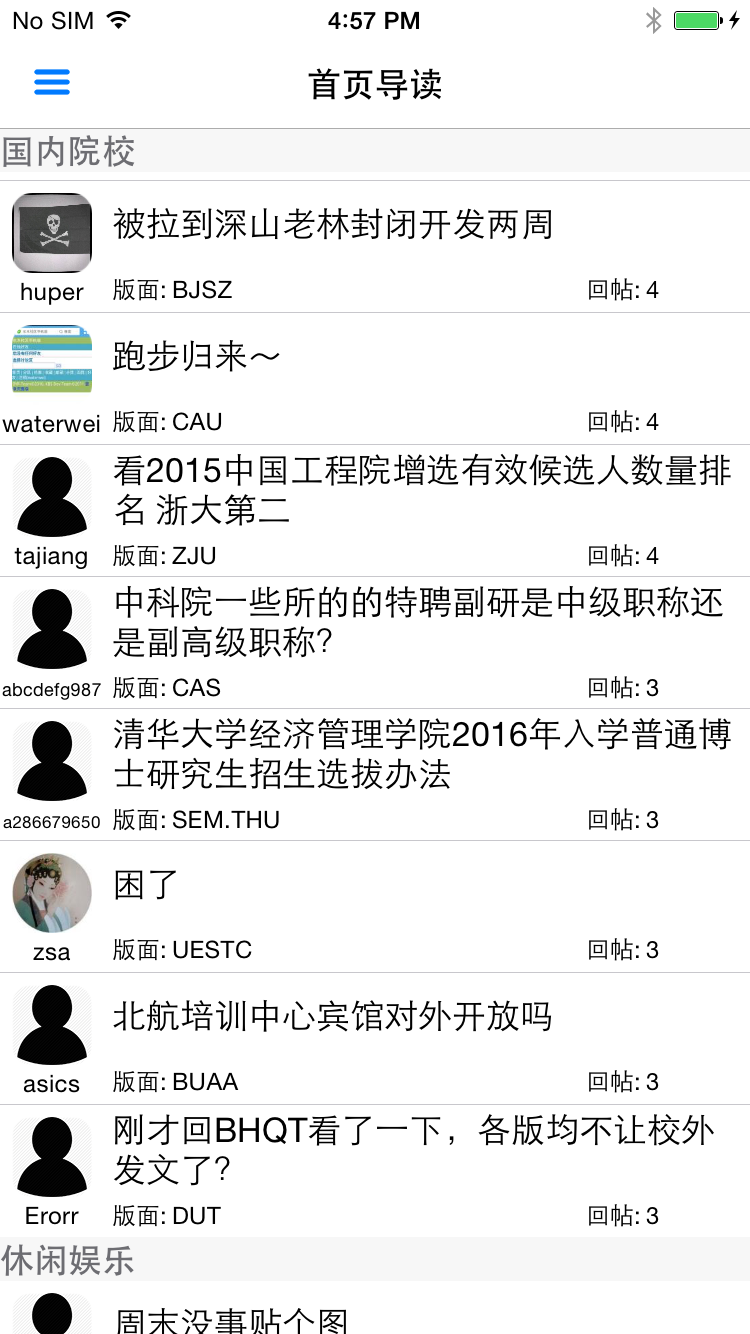 No SIM 4:57 PM
首页导读
国内院校
被拉到深山老林封闭开发两周
huper 版面: BJSZ 回帖: 4
跑步归来～
waterwei 版面: CAU 回帖: 4
看2015中国工程院增选有效候选人数量排
名 浙大第二
tajiang 版面: ZJU 回帖: 4
中科院一些所的的特聘副研是中级职称还
是副高级职称?
abcdefg987 版面: CAS 回帖: 3
清华大学经济管理学院2016年入学普通博
士研究生招生选拔办法
a286679650 版面: SEM.THU 回帖: 3
困了
zsa 版面: UESTC 回帖: 3
北航培训中心宾馆对外开放吗
asics 版面: BUAA 回帖: 3
刚才回BHQT看了一下，各版均不让校外
发文了?
Erorr 版面: DUT 回帖: 3
休闲娱乐
周末没事贴个图